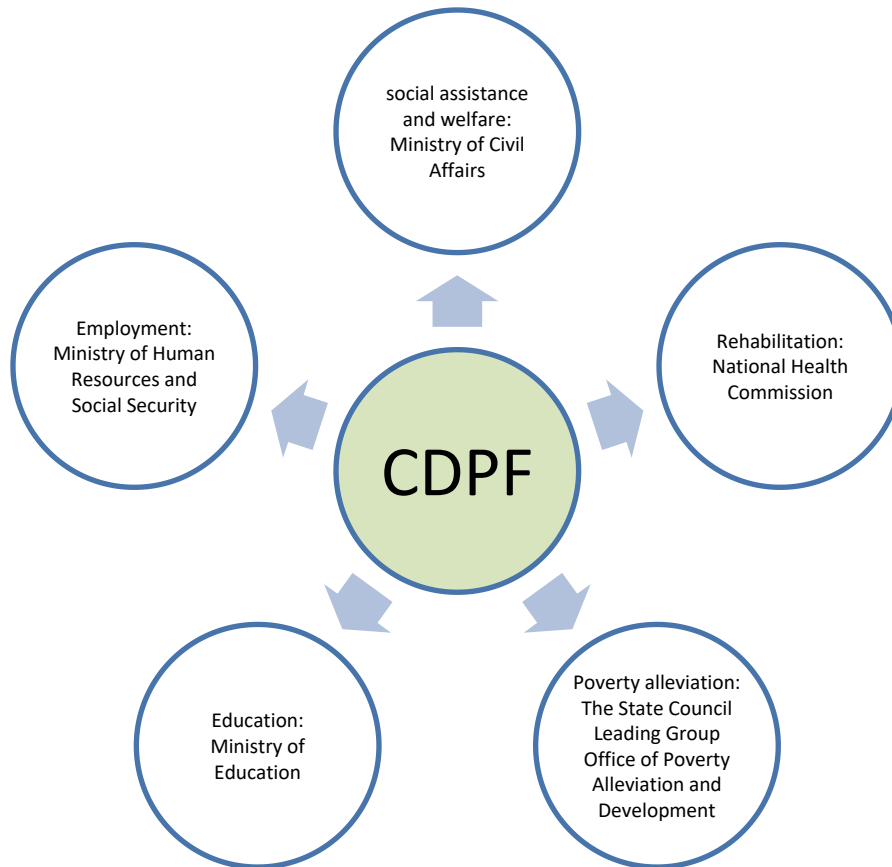 social assistance
and welfare:
Ministry of Civil
Affairs
Employment:
Ministry of Human
Resources and
Social Security
Rehabilitation:
National Health
Commission
CDPF
Education:
Ministry of
Education
Poverty alleviation:
The State Council
Leading Group
Office of Poverty
Alleviation and
Development